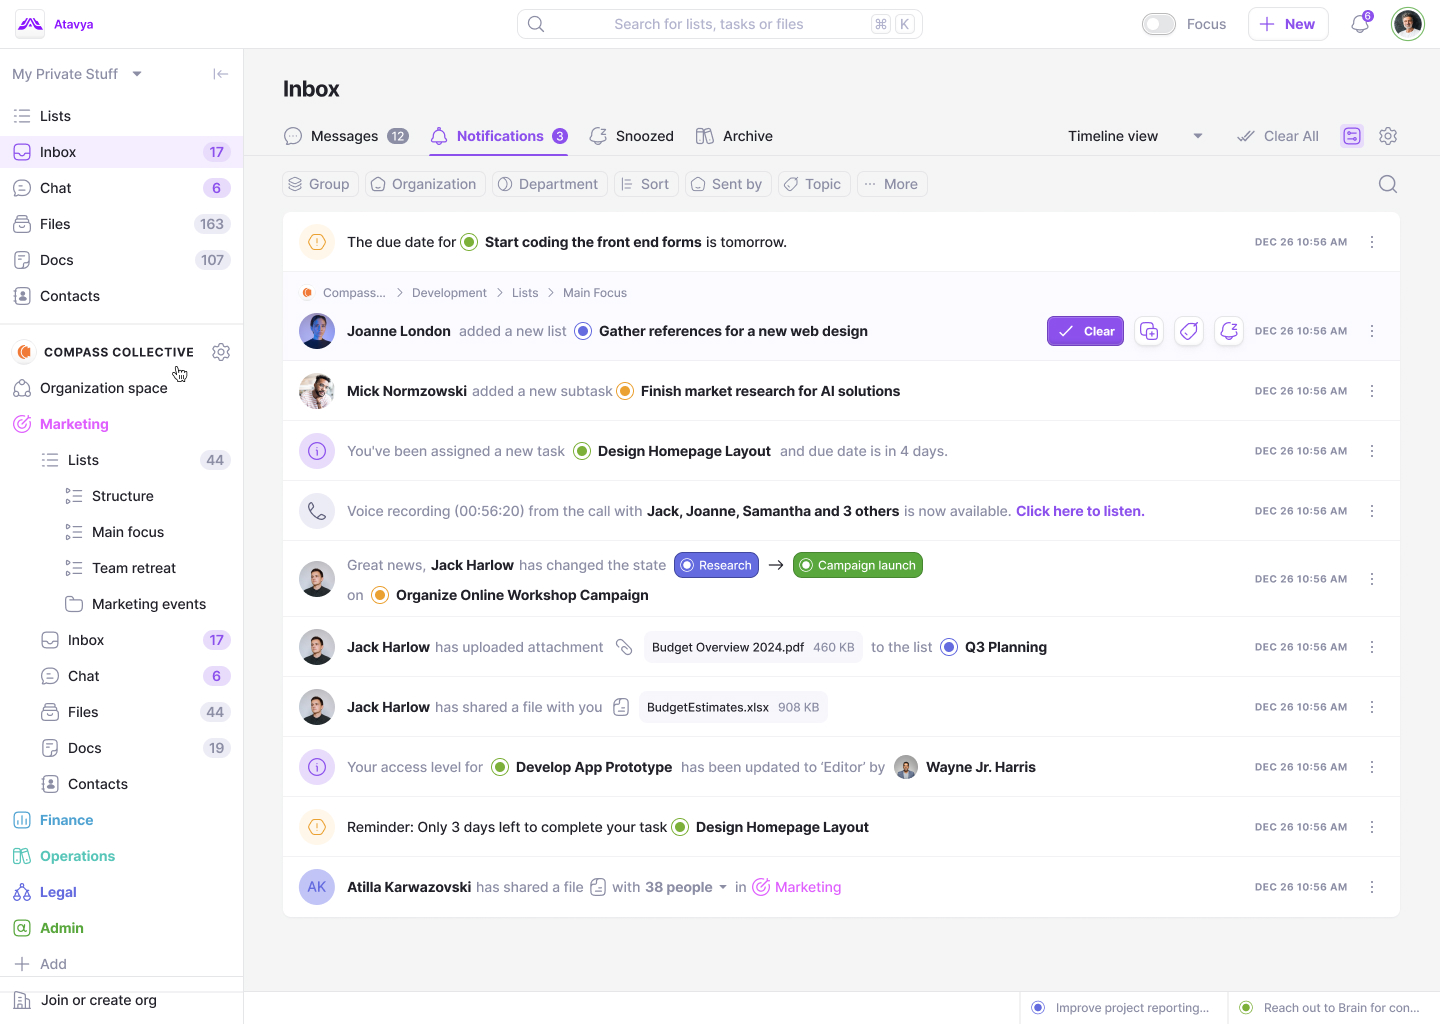 Atavya
Search for lists, tasks or files
⌘ K
Focus
New
6
My Private Stuff
Lists
Inbox 17
Chat 6
Files 163
Docs 107
Contacts
COMPASS COLLECTIVE
Organization space
Marketing
Lists 44
Structure
Main focus
Team retreat
Marketing events
Inbox 17
Chat 6
Files 44
Docs 19
Contacts
Finance
Operations
Legal
Admin
Add
Join or create org
Inbox
Messages 12
Notifications 3
Snoozed
Archive
Timeline view
Clear All
Group
Organization
Department
Sort
Sent by
Topic
More
The due date for Start coding the front end forms is tomorrow. DEC 26 10:56 AM
Compass... > Development > Lists > Main Focus
Joanne London added a new list Gather references for a new web design Clear DEC 26 10:56 AM
Mick Normzowski added a new subtask Finish market research for AI solutions DEC 26 10:56 AM
You've been assigned a new task Design Homepage Layout and due date is in 4 days. DEC 26 10:56 AM
Voice recording (00:56:20) from the call with Jack, Joanne, Samantha and 3 others is now available. Click here to listen. DEC 26 10:56 AM
Great news, Jack Harlow has changed the state Research → Campaign launch
on Organize Online Workshop Campaign DEC 26 10:56 AM
Jack Harlow has uploaded attachment Budget Overview 2024.pdf 460 KB to the list Q3 Planning DEC 26 10:56 AM
Jack Harlow has shared a file with you BudgetEstimates.xlsx 908 KB DEC 26 10:56 AM
Your access level for Develop App Prototype has been updated to ‘Editor’ by Wayne Jr. Harris DEC 26 10:56 AM
Reminder: Only 3 days left to complete your task Design Homepage Layout DEC 26 10:56 AM
AK Atilla Karwazovski has shared a file with 38 people in Marketing DEC 26 10:56 AM
Improve project reporting...
Reach out to Brain for con...